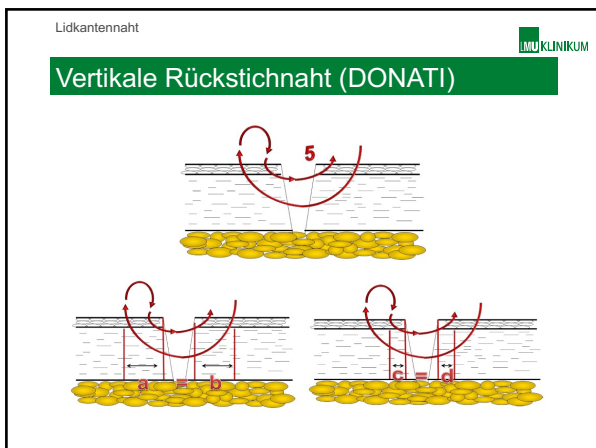 Lidkantennaht
LMU KLINIKUM
Vertikale Rückstichnaht (DONATI)
5
a = b
c = d